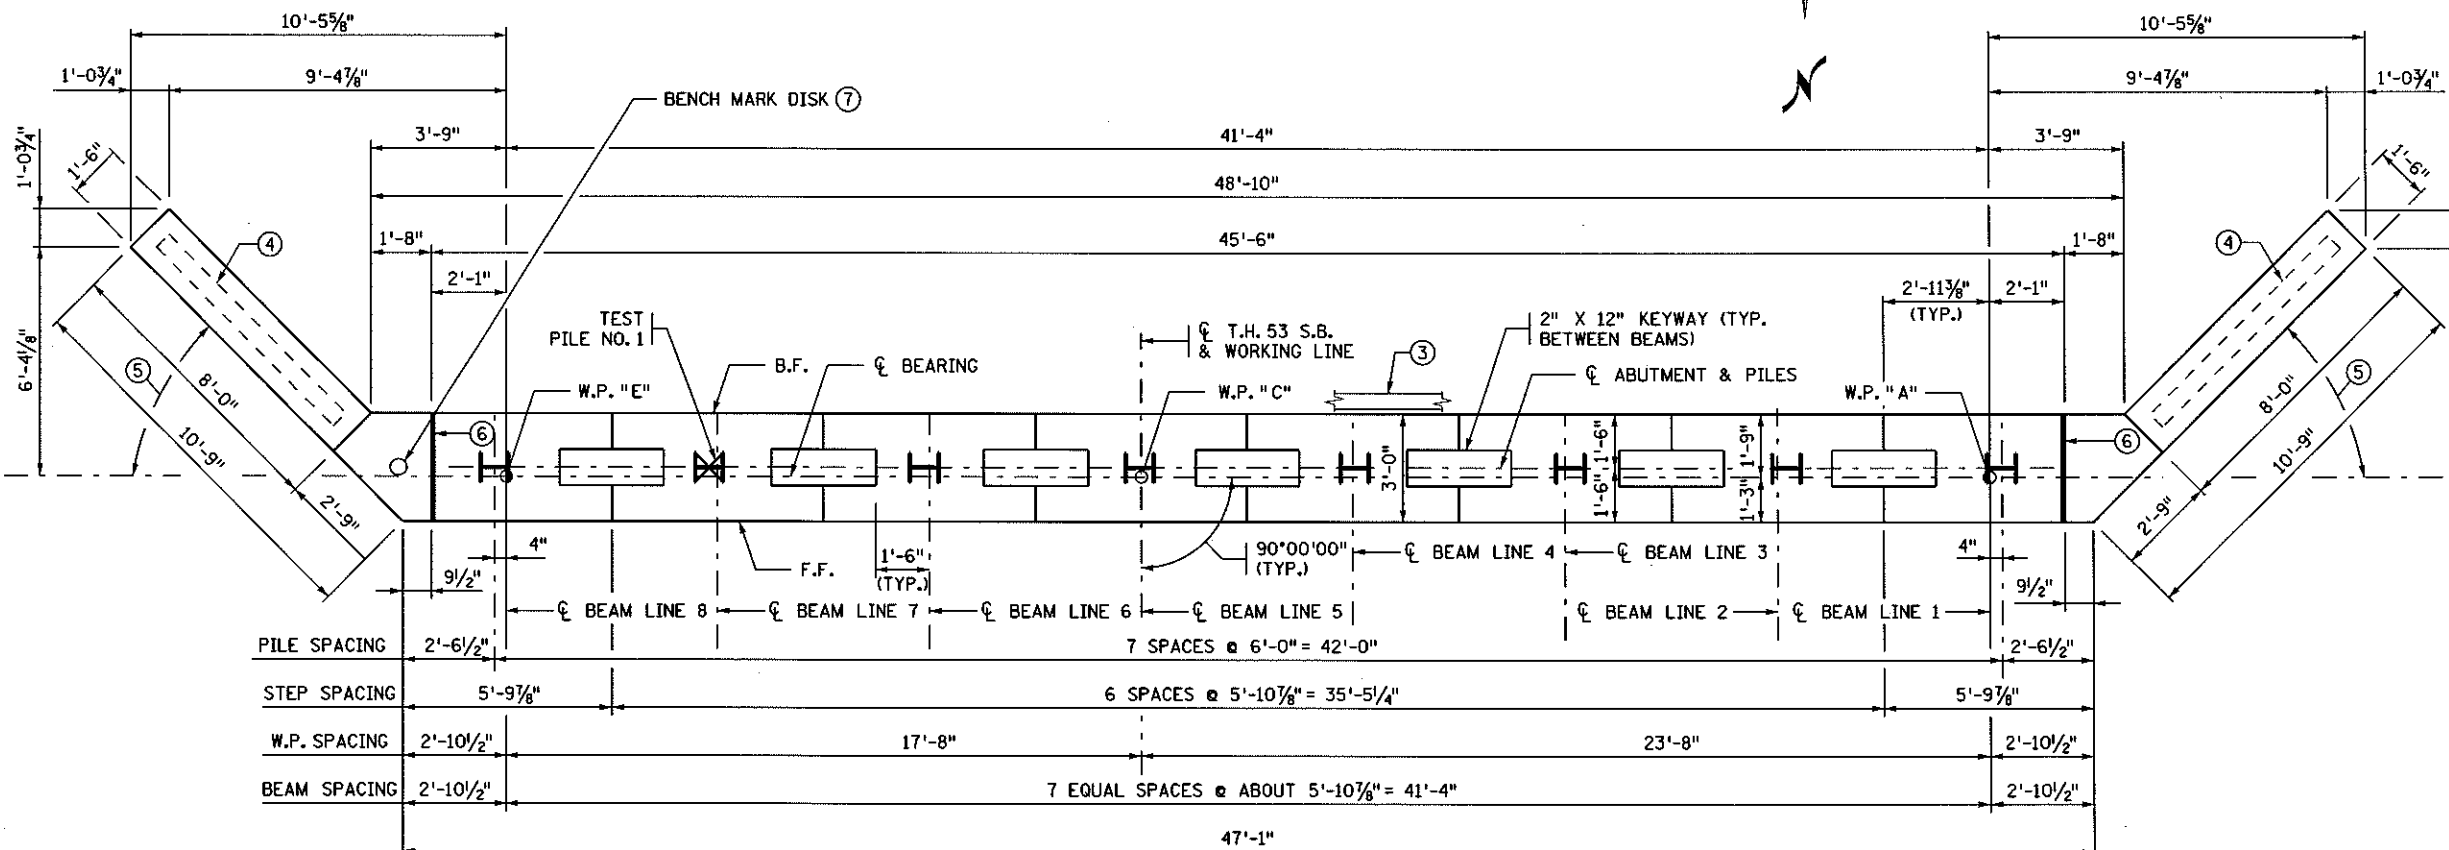 10'-5⅝"
10'-5⅝"
1'-0¾"
9'-4⅞"
9'-4⅞"
1'-0¾"
N
BENCH MARK DISK ⑦
3'-9"
41'-4"
3'-9"
1'-0¾"
1'-6"
1'-6"
48'-10"
④
1'-8"
45'-6"
1'-8"
④
2'-1"
2'-11⅜"
(TYP.)
2'-1"
TEST
PILE NO. 1
℄ T.H. 53 S.B.
& WORKING LINE
2" X 12" KEYWAY (TYP.
BETWEEN BEAMS)
③
6'-4⅛"
⑤
B.F.
℄ BEARING
℄ ABUTMENT & PILES
⑤
8'-0"
W.P. "E"
W.P. "C"
W.P. "A"
8'-0"
10'-9"
⑥
3'-0"
1'-6"
1'-6"
1'-9"
1'-3"
⑥
10'-9"
2'-9"
2'-9"
4"
1'-6"
(TYP.)
90°00'00"
(TYP.)
℄ BEAM LINE 4
℄ BEAM LINE 3
4"
9½"
F.F.
9½"
℄ BEAM LINE 8
℄ BEAM LINE 7
℄ BEAM LINE 6
℄ BEAM LINE 5
℄ BEAM LINE 2
℄ BEAM LINE 1
PILE SPACING 2'-6½" 7 SPACES @ 6'-0" = 42'-0" 2'-6½"
STEP SPACING 5'-9⅞" 6 SPACES @ 5'-10⅞" = 35'-5¼" 5'-9⅞"
W.P. SPACING 2'-10½" 17'-8" 23'-8" 2'-10½"
BEAM SPACING 2'-10½" 7 EQUAL SPACES @ ABOUT 5'-10⅞" = 41'-4" 2'-10½"
47'-1"